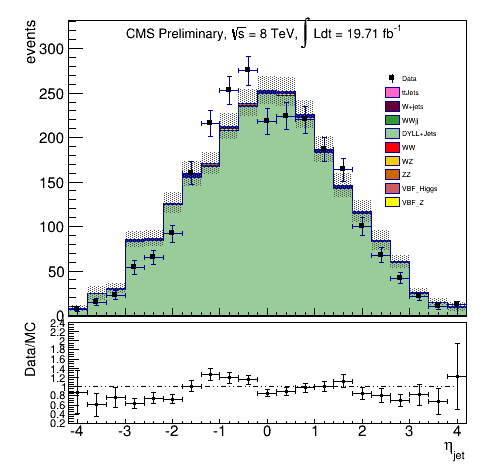 CMS Preliminary, √s = 8 TeV, ∫ Ldt = 19.71 fb⁻¹
events
300
250
200
150
100
50
0
Data
ttJets
W+jets
WWjj
DYLL+Jets
WW
WZ
ZZ
VBF_Higgs
VBF_Z
Data/MC
2.4
2.2
2
1.8
1.6
1.4
1.2
1
0.8
0.6
0.4
0.2
-4 -3 -2 -1 0 1 2 3 4
η_jet